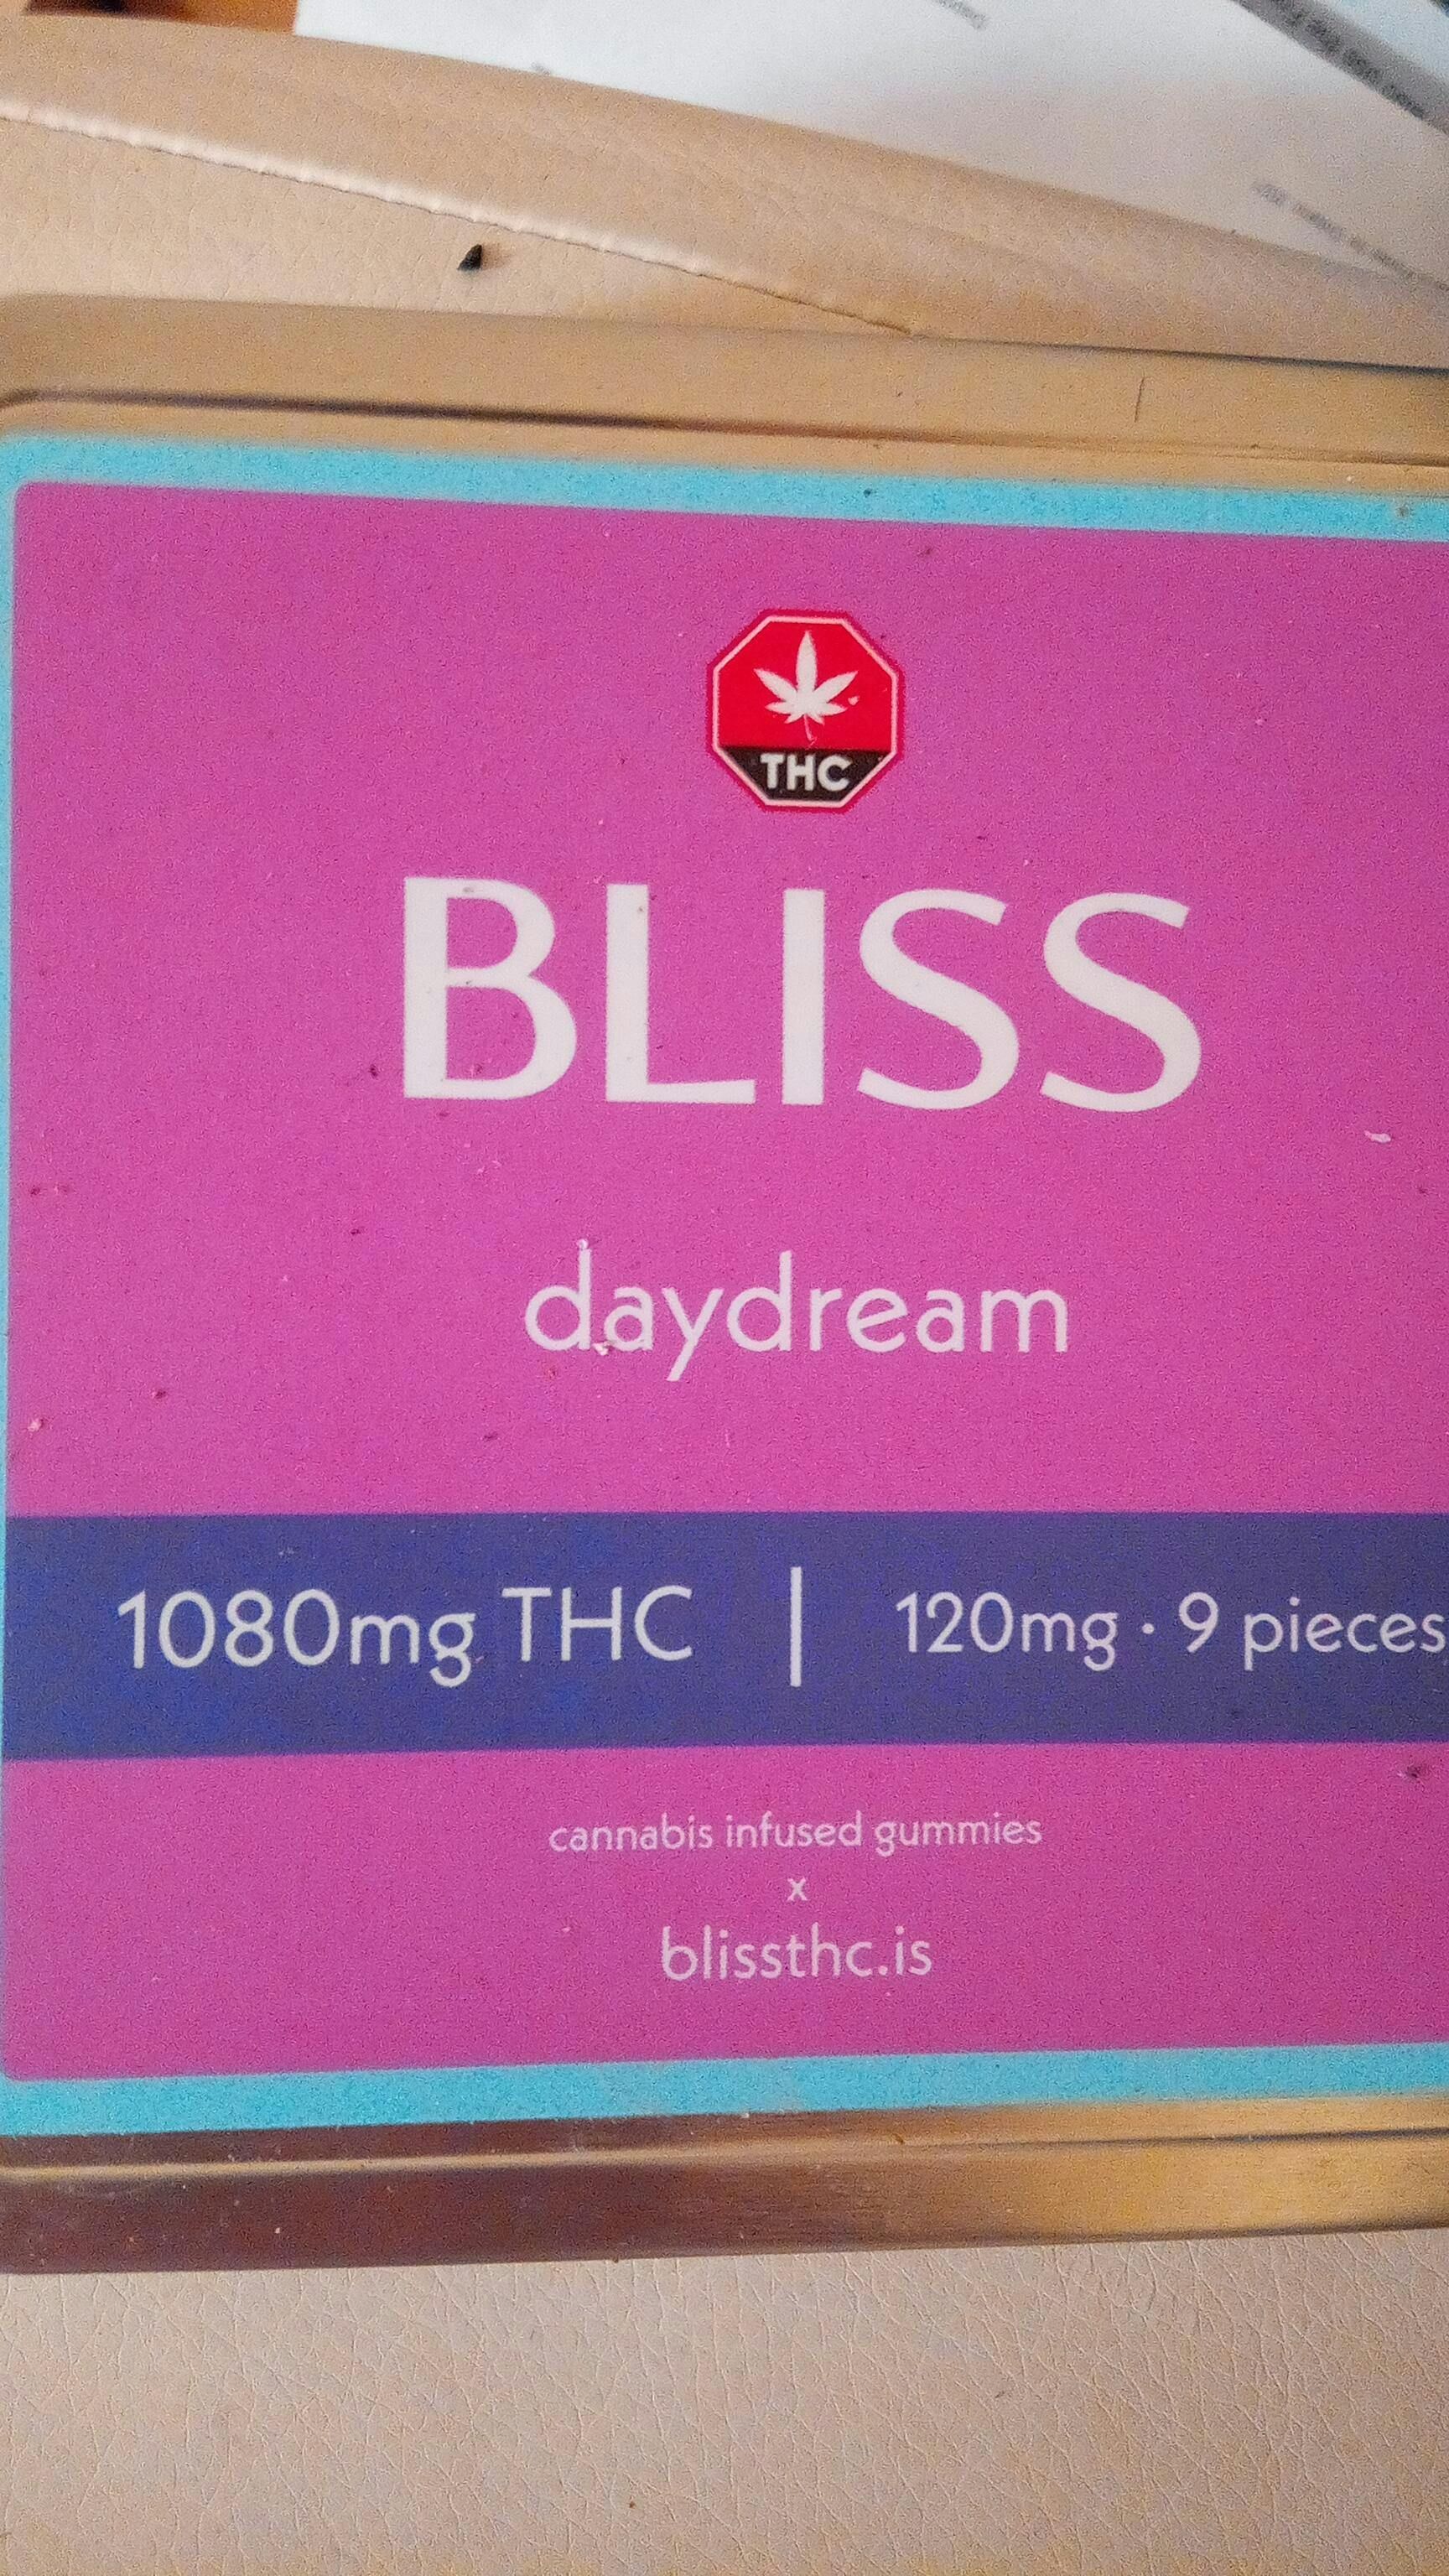 THC
BLISS
daydream
1080mg THC | 120mg · 9 pieces
cannabis infused gummies
x
blissthc.is